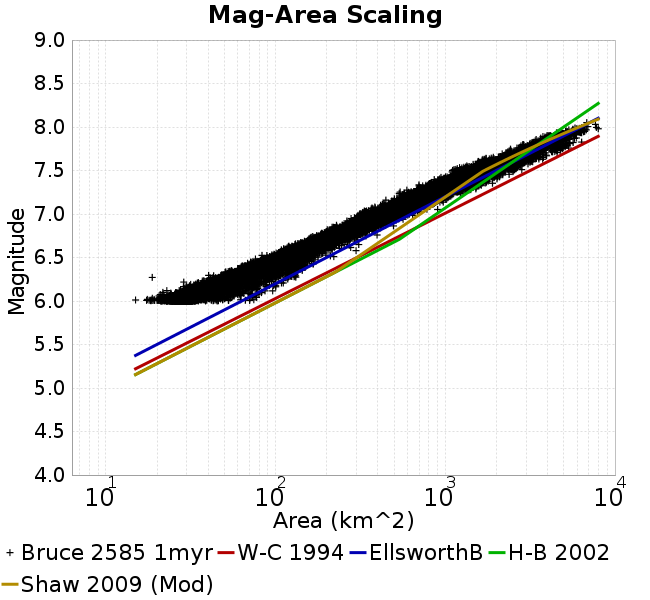 Mag-Area Scaling
Magnitude
9.0
8.5
8.0
7.5
7.0
6.5
6.0
5.5
5.0
4.5
4.0
10^1 10^2 10^3 10^4
Area (km^2)
Bruce 2585 1myr W-C 1994 EllsworthB H-B 2002
Shaw 2009 (Mod)